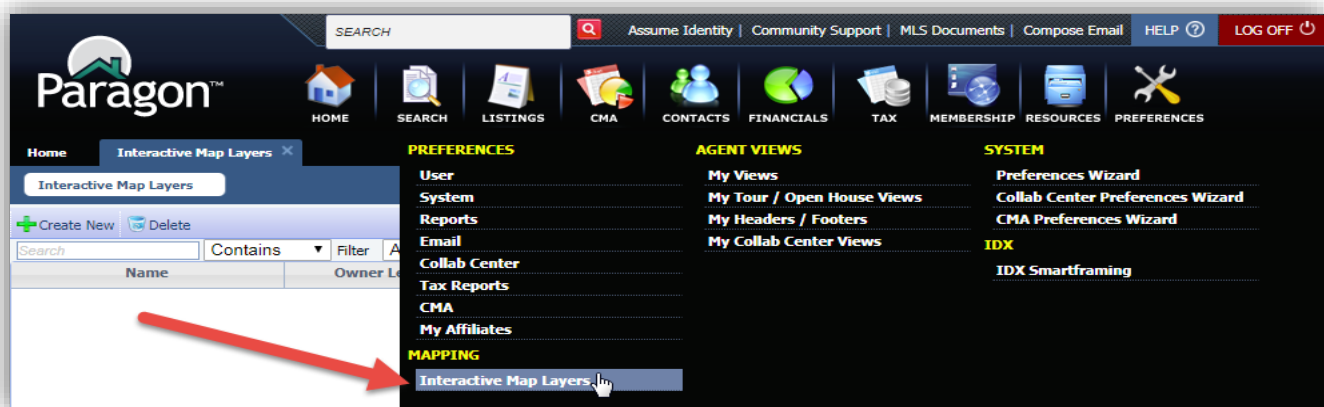 SEARCH
Assume Identity | Community Support | MLS Documents | Compose Email HELP ? LOG OFF
Paragon™
HOME SEARCH LISTINGS CMA CONTACTS FINANCIALS TAX MEMBERSHIP RESOURCES PREFERENCES
Home Interactive Map Layers ×
Interactive Map Layers
Create New Delete
Search Contains ▼ Filter A
Name Owner Le
PREFERENCES
User
System
Reports
Email
Collab Center
Tax Reports
CMA
My Affiliates
MAPPING
Interactive Map Layers
AGENT VIEWS
My Views
My Tour / Open House Views
My Headers / Footers
My Collab Center Views
SYSTEM
Preferences Wizard
Collab Center Preferences Wizard
CMA Preferences Wizard
IDX
IDX Smartframing